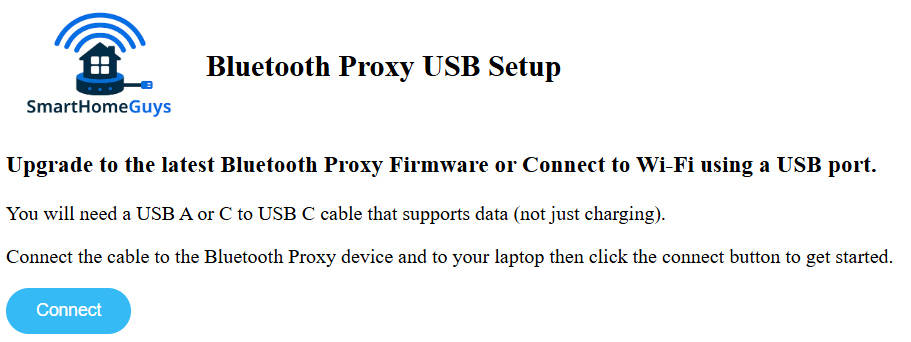 SmartHomeGuys
Bluetooth Proxy USB Setup
Upgrade to the latest Bluetooth Proxy Firmware or Connect to Wi-Fi using a USB port.
You will need a USB A or C to USB C cable that supports data (not just charging).
Connect the cable to the Bluetooth Proxy device and to your laptop then click the connect button to get started.
Connect